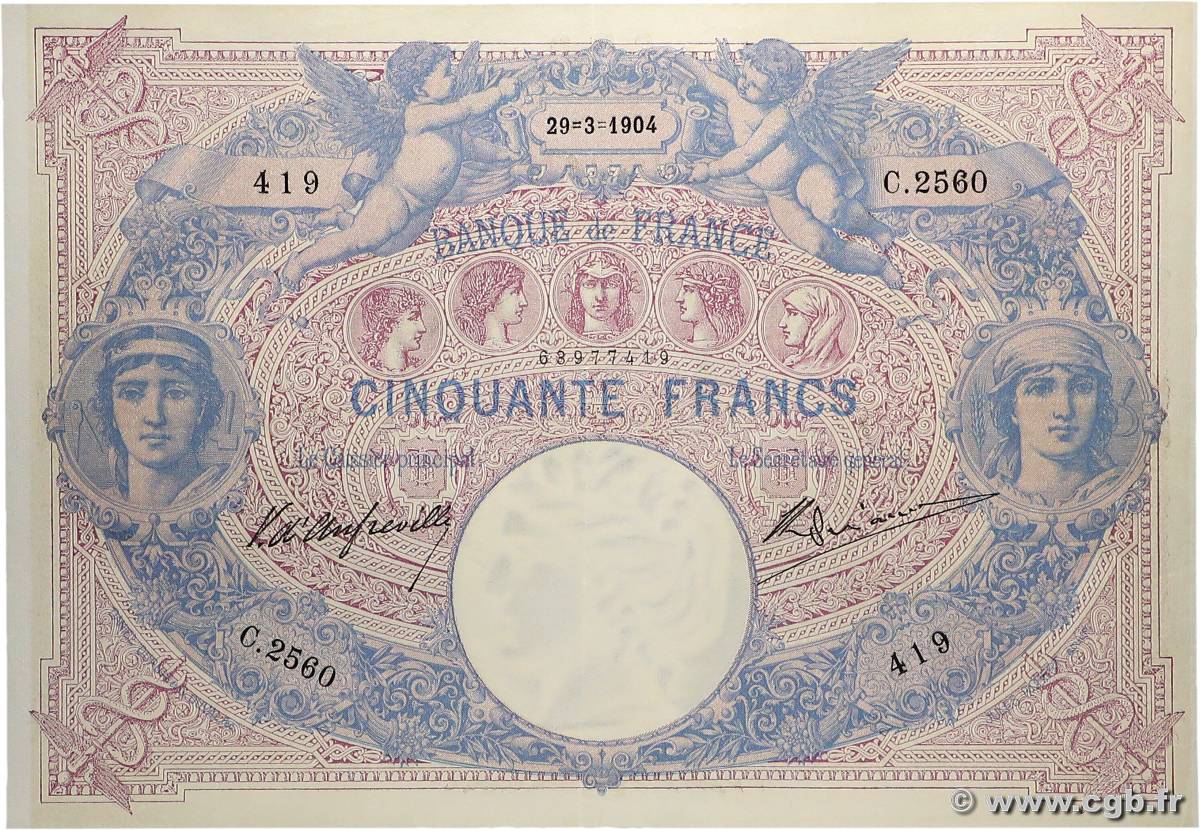 29=3=1904
419
C.2560
BANQUE de FRANCE
63977419
CINQUANTE FRANCS
Le Caissier principal,
Le Secrétaire général
C.2560
419
© www.cgb.fr